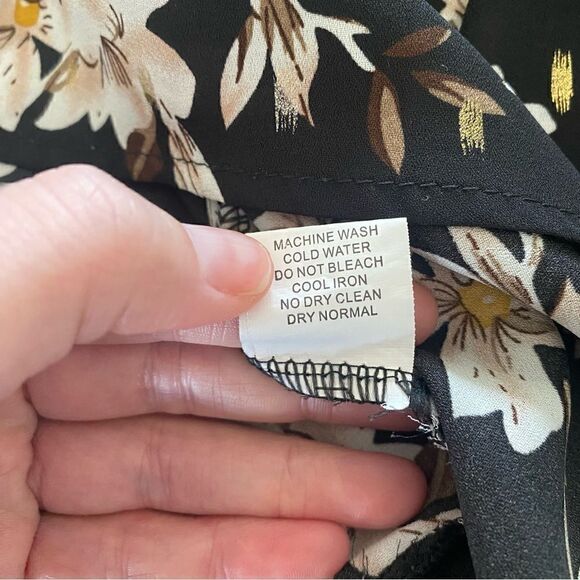 MACHINE WASH
COLD WATER
DO NOT BLEACH
COOL IRON
NO DRY CLEAN
DRY NORMAL